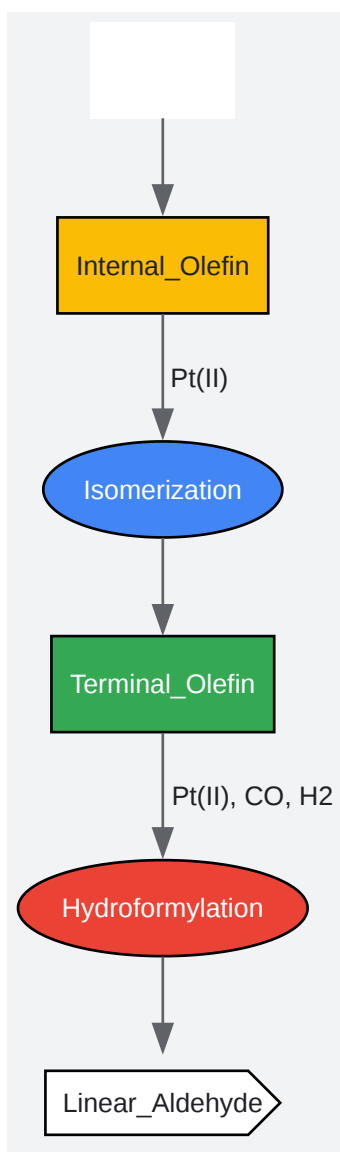 Internal_Olefin
Pt(II)
Isomerization
Terminal_Olefin
Pt(II), CO, H2
Hydroformylation
Linear_Aldehyde